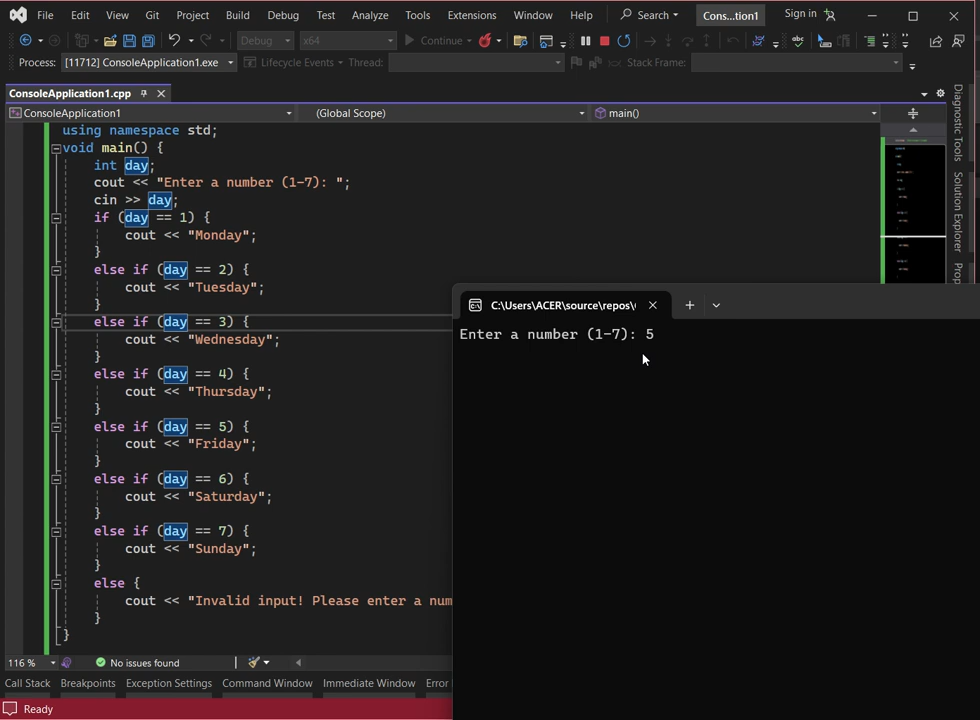 File Edit View Git Project Build Debug Test Analyze Tools Extensions Window Help Search Cons...tion1 Sign in
Debug x64 Continue
Process: [11712] ConsoleApplication1.exe Lifecycle Events Thread: Stack Frame:
ConsoleApplication1.cpp
ConsoleApplication1 (Global Scope) main()
using namespace std;
void main() {
int day;
cout << "Enter a number (1-7): ";
cin >> day;
if (day == 1) {
cout << "Monday";
}
else if (day == 2) {
cout << "Tuesday";
}
else if (day == 3) {
cout << "Wednesday";
}
else if (day == 4) {
cout << "Thursday";
}
else if (day == 5) {
cout << "Friday";
}
else if (day == 6) {
cout << "Saturday";
}
else if (day == 7) {
cout << "Sunday";
}
else {
cout << "Invalid input! Please enter a num
}
}
C:\Users\ACER\source\repos\
Enter a number (1-7): 5
Diagnostic Tools
Solution Explorer
Prop
116 % No issues found
Call Stack Breakpoints Exception Settings Command Window Immediate Window Error
Ready